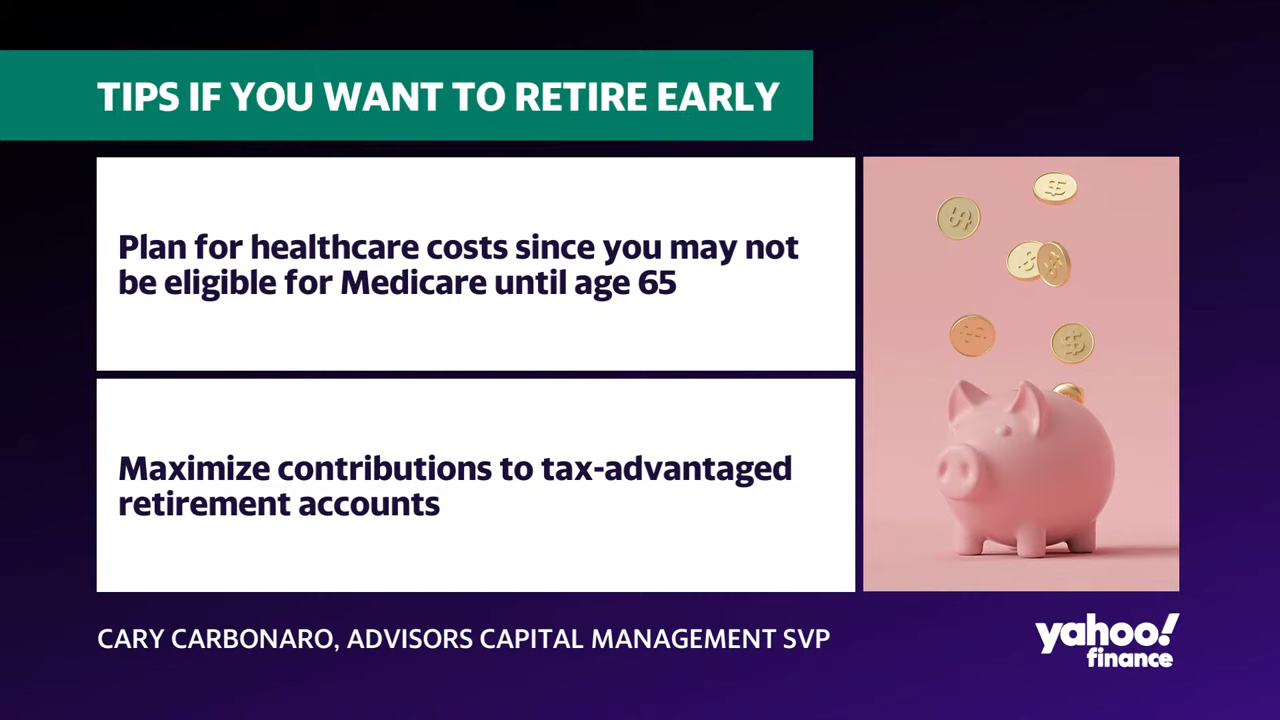 TIPS IF YOU WANT TO RETIRE EARLY
Plan for healthcare costs since you may not
be eligible for Medicare until age 65
Maximize contributions to tax-advantaged
retirement accounts
CARY CARBONARO, ADVISORS CAPITAL MANAGEMENT SVP
yahoo!
finance